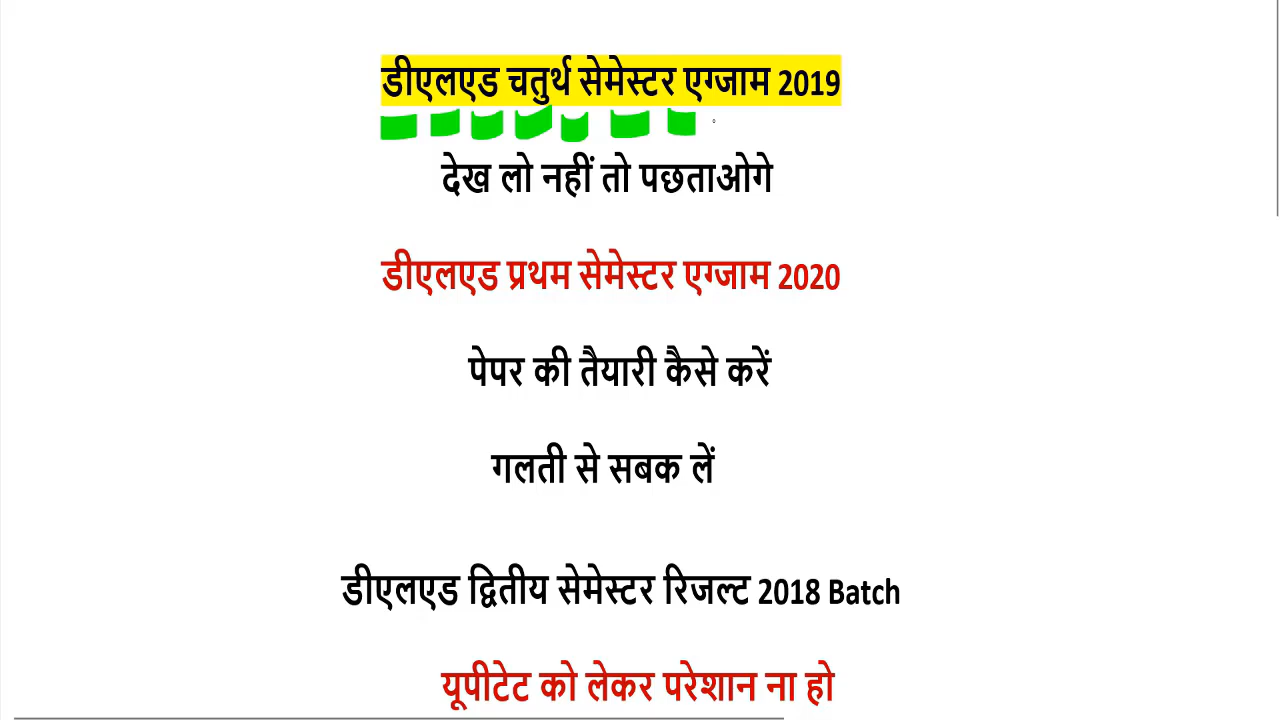 डीएलएड चतुर्थ सेमेस्टर एग्जाम 2019
देख लो नहीं तो पछताओगे
डीएलएड प्रथम सेमेस्टर एग्जाम 2020
पेपर की तैयारी कैसे करें
गलती से सबक लें
डीएलएड द्वितीय सेमेस्टर रिजल्ट 2018 Batch
यूपीटेट को लेकर परेशान ना हो